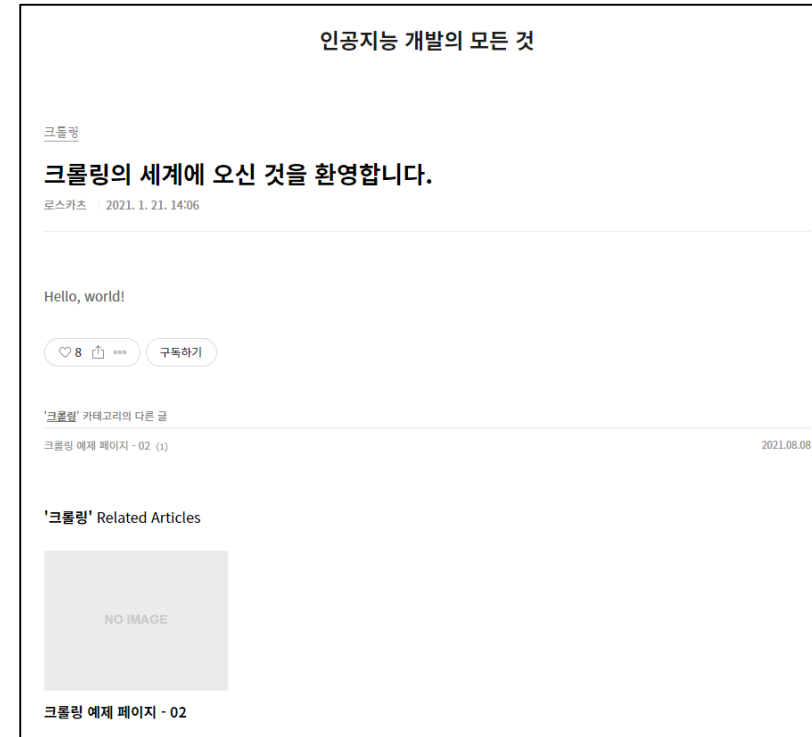 인공지능 개발의 모든 것
크롤링
크롤링의 세계에 오신 것을 환영합니다.
로스카츠 2021. 1. 21. 14:06
Hello, world!
8 구독하기
'크롤링' 카테고리의 다른 글
크롤링 예제 페이지 - 02 (1) 2021.08.08
'크롤링' Related Articles
NO IMAGE
크롤링 예제 페이지 - 02